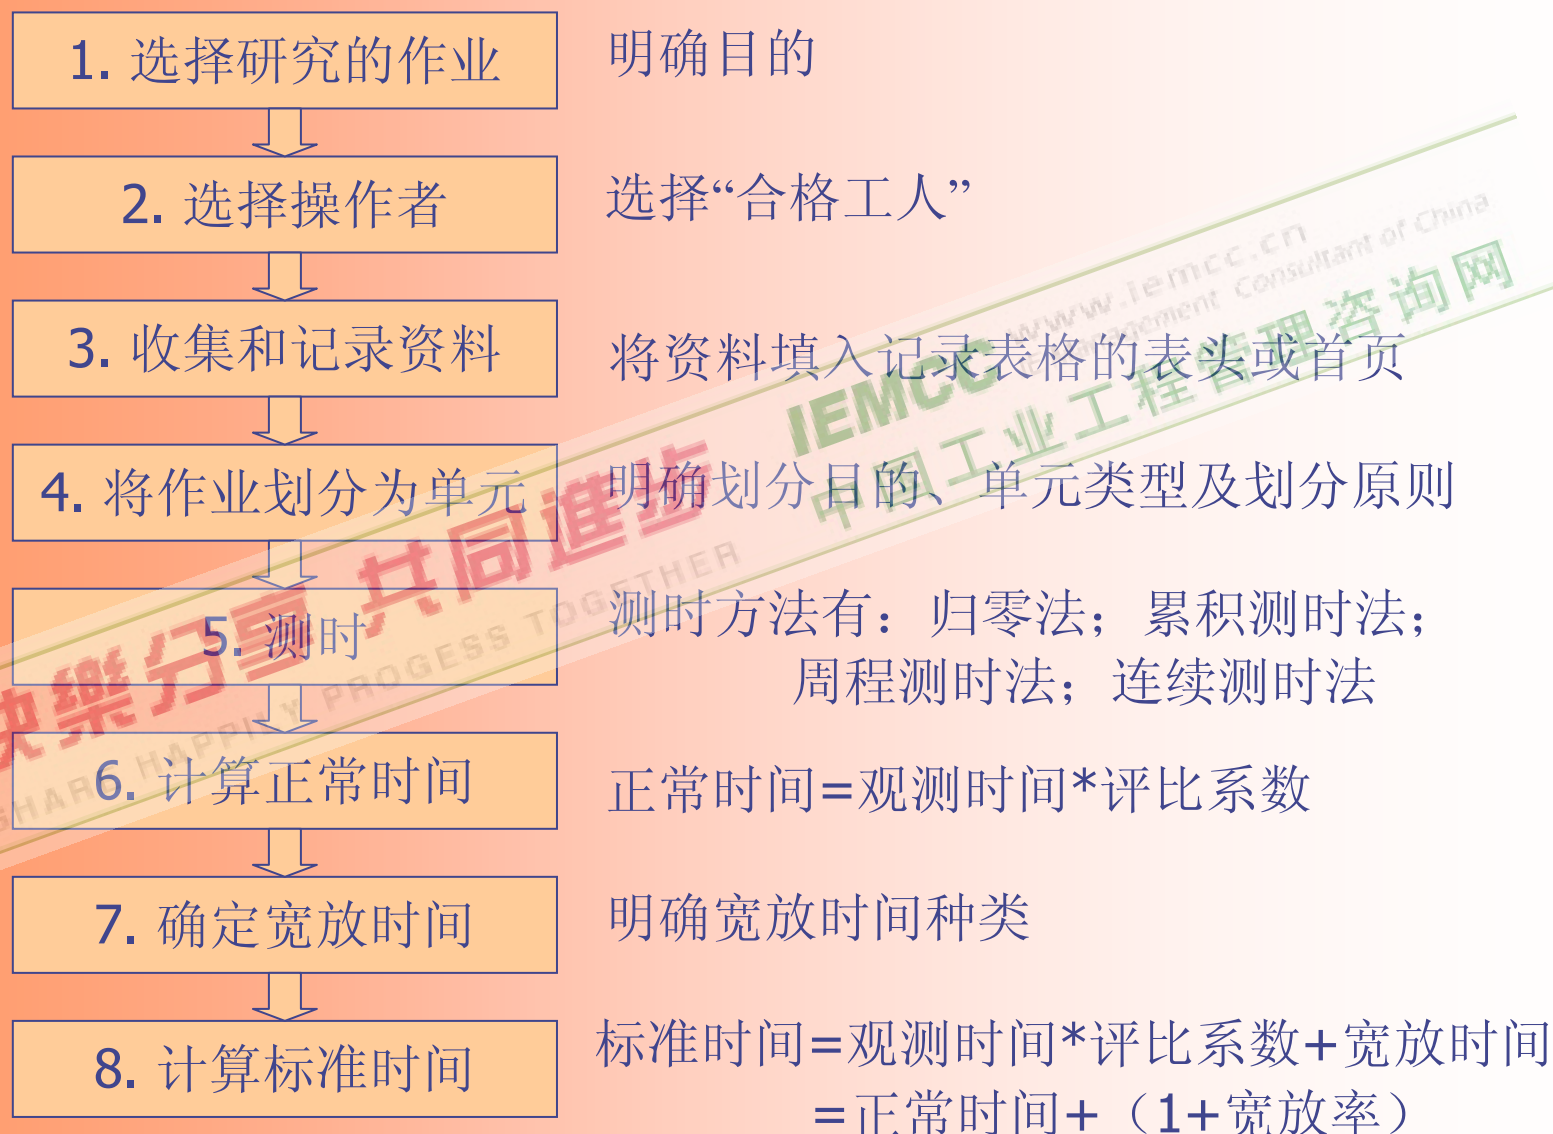 1. 选择研究的作业
明确目的
2. 选择操作者
选择“合格工人”
3. 收集和记录资料
将资料填入记录表格的表头或首页
4. 将作业划分为单元
明确划分目的、单元类型及划分原则
5. 测时
测时方法有：归零法；累积测时法；
周程测时法；连续测时法
6. 计算正常时间
正常时间=观测时间*评比系数
7. 确定宽放时间
明确宽放时间种类
8. 计算标准时间
标准时间=观测时间*评比系数+宽放时间
=正常时间+（1+宽放率）
快樂分享 共同進步
SHARE HAPPILY PROGESS TOGETHER
IEMCC www.iemcc.cn
Management Consultant of China
中国工业工程管理咨询网